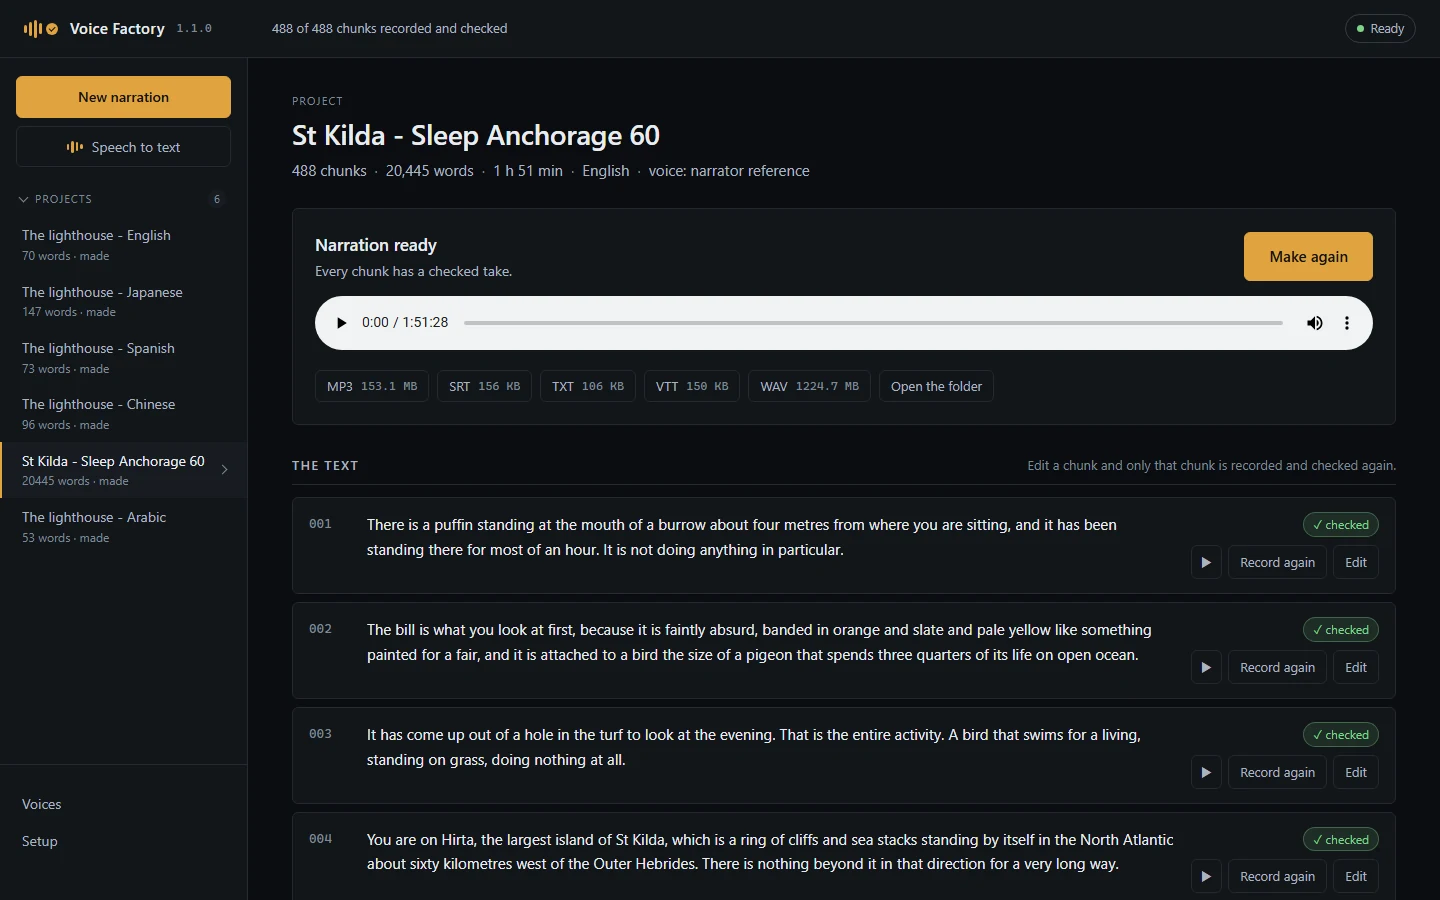 Voice Factory 1.1.0
488 of 488 chunks recorded and checked
Ready
New narration
Speech to text
PROJECTS 6
The lighthouse - English
70 words · made
The lighthouse - Japanese
147 words · made
The lighthouse - Spanish
73 words · made
The lighthouse - Chinese
96 words · made
St Kilda - Sleep Anchorage 60
20445 words · made
The lighthouse - Arabic
53 words · made
Voices
Setup
PROJECT
St Kilda - Sleep Anchorage 60
488 chunks · 20,445 words · 1 h 51 min · English · voice: narrator reference
Narration ready
Every chunk has a checked take.
Make again
0:00 / 1:51:28
MP3 153.1 MB SRT 156 KB TXT 106 KB VTT 150 KB WAV 1224.7 MB Open the folder
THE TEXT
Edit a chunk and only that chunk is recorded and checked again.
001
There is a puffin standing at the mouth of a burrow about four metres from where you are sitting, and it has been
standing there for most of an hour. It is not doing anything in particular.
✓ checked
Record again Edit
002
The bill is what you look at first, because it is faintly absurd, banded in orange and slate and pale yellow like something
painted for a fair, and it is attached to a bird the size of a pigeon that spends three quarters of its life on open ocean.
✓ checked
Record again Edit
003
It has come up out of a hole in the turf to look at the evening. That is the entire activity. A bird that swims for a living,
standing on grass, doing nothing at all.
✓ checked
Record again Edit
004
You are on Hirta, the largest island of St Kilda, which is a ring of cliffs and sea stacks standing by itself in the North Atlantic
about sixty kilometres west of the Outer Hebrides. There is nothing beyond it in that direction for a very long way.
✓ checked
Record again Edit